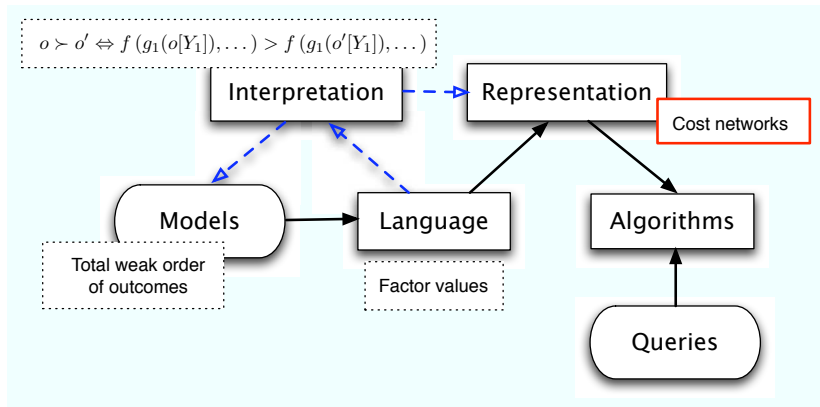 o ≻ o′ ⇔ f (g₁(o[Y₁]), . . . ) > f (g₁(o′[Y₁]), . . . )
Interpretation
Representation
Cost networks
Models
Language
Algorithms
Total weak order
of outcomes
Factor values
Queries